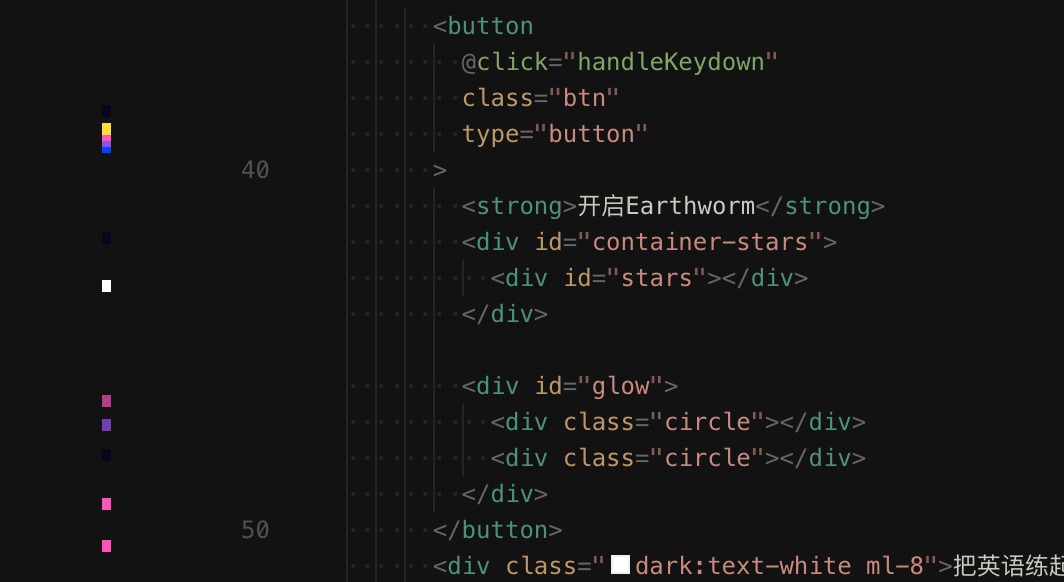 <button
@click="handleKeydown"
class="btn"
type="button"
40 >
<strong>开启Earthworm</strong>
<div id="container-stars">
<div id="stars"></div>
</div>
<div id="glow">
<div class="circle"></div>
<div class="circle"></div>
</div>
50 </button>
<div class="dark:text-white ml-8">把英语练起